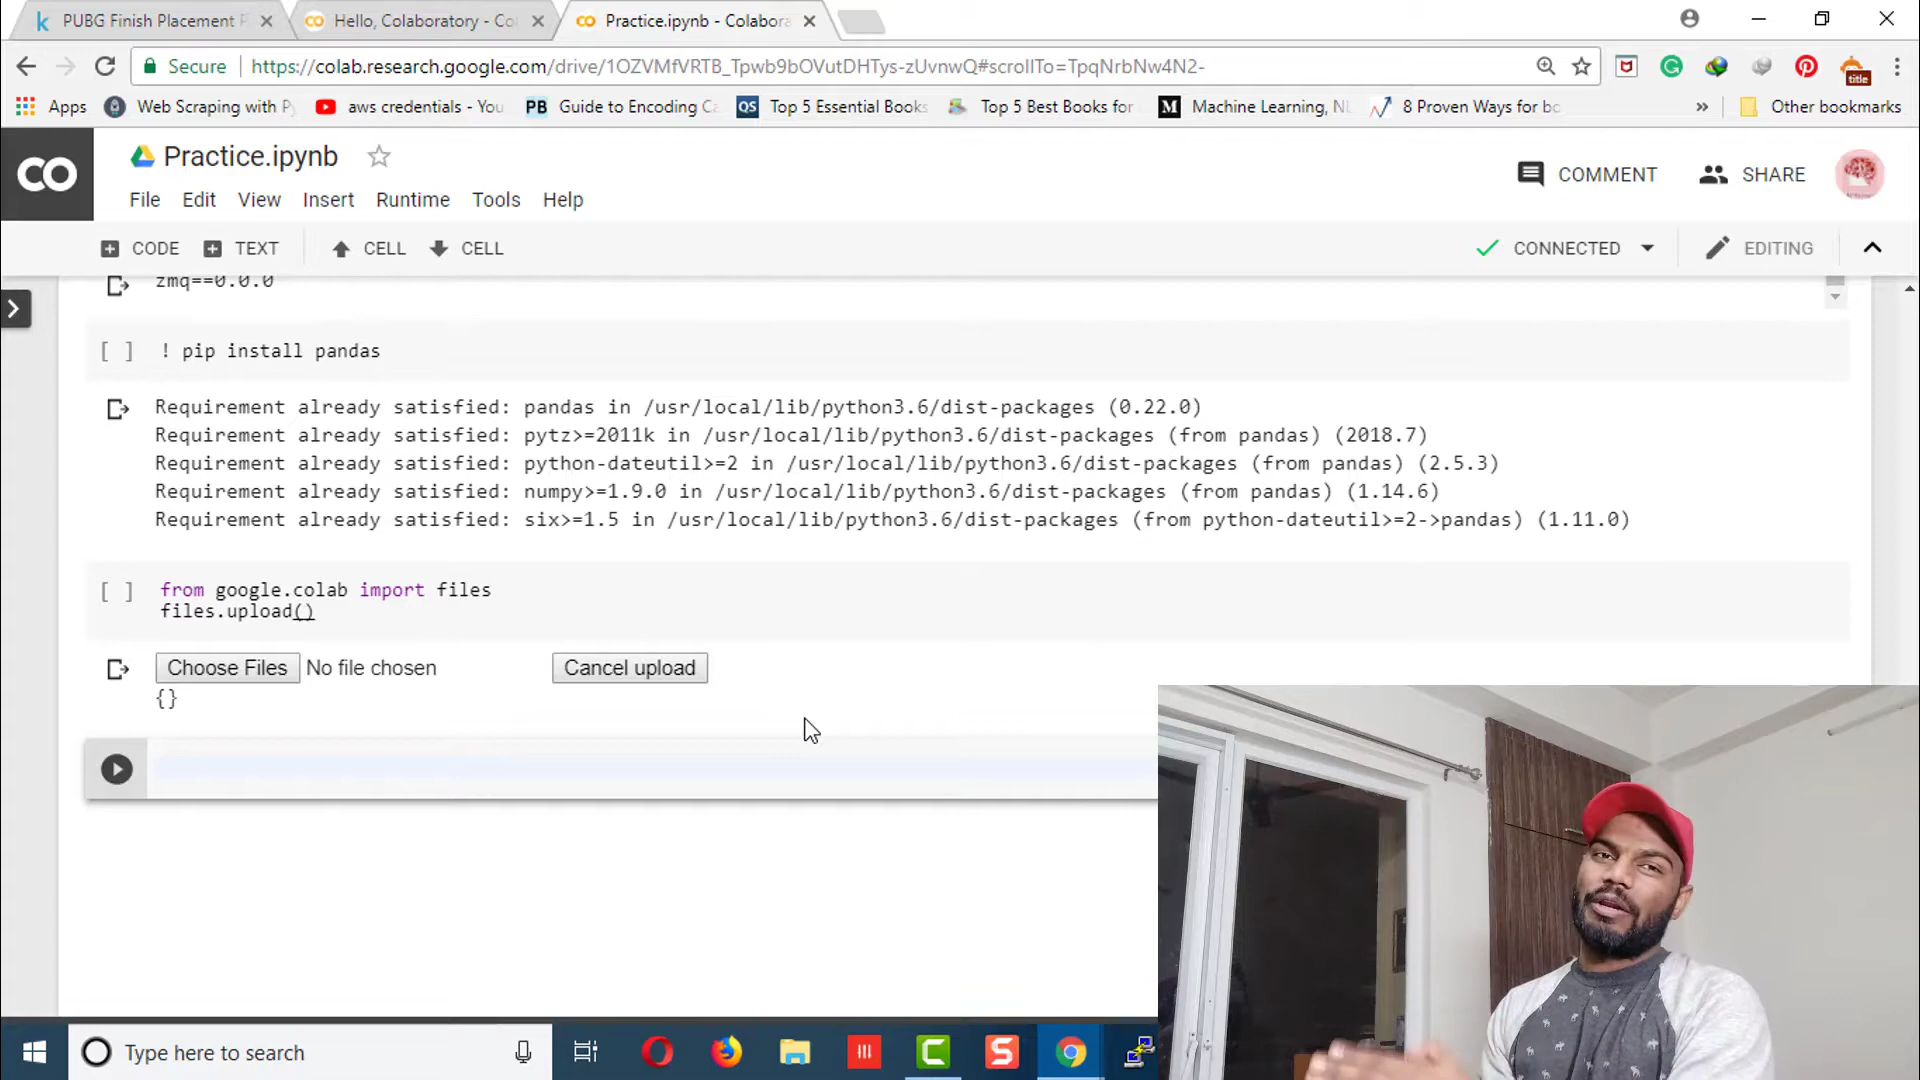 PUBG Finish Placement P
Hello, Colaboratory - Co
Practice.ipynb - Colabora
Secure
https://colab.research.google.com/drive/1OZVMfVRTB_Tpwb9bOVutDHTys-zUvnwQ#scrollTo=TpqNrbNw4N2-
title
Apps
Web Scraping with Py
aws credentials - You
PB Guide to Encoding Ca
QS Top 5 Essential Books
Top 5 Best Books for
M Machine Learning, NL
8 Proven Ways for bo
»
Other bookmarks
CO
Practice.ipynb
COMMENT
SHARE
File Edit View Insert Runtime Tools Help
CODE TEXT CELL CELL
CONNECTED
EDITING
zmq==0.0.0
[ ] ! pip install pandas
Requirement already satisfied: pandas in /usr/local/lib/python3.6/dist-packages (0.22.0)
Requirement already satisfied: pytz>=2011k in /usr/local/lib/python3.6/dist-packages (from pandas) (2018.7)
Requirement already satisfied: python-dateutil>=2 in /usr/local/lib/python3.6/dist-packages (from pandas) (2.5.3)
Requirement already satisfied: numpy>=1.9.0 in /usr/local/lib/python3.6/dist-packages (from pandas) (1.14.6)
Requirement already satisfied: six>=1.5 in /usr/local/lib/python3.6/dist-packages (from python-dateutil>=2->pandas) (1.11.0)
[ ] from google.colab import files
files.upload()
Choose Files No file chosen Cancel upload
{}
Type here to search